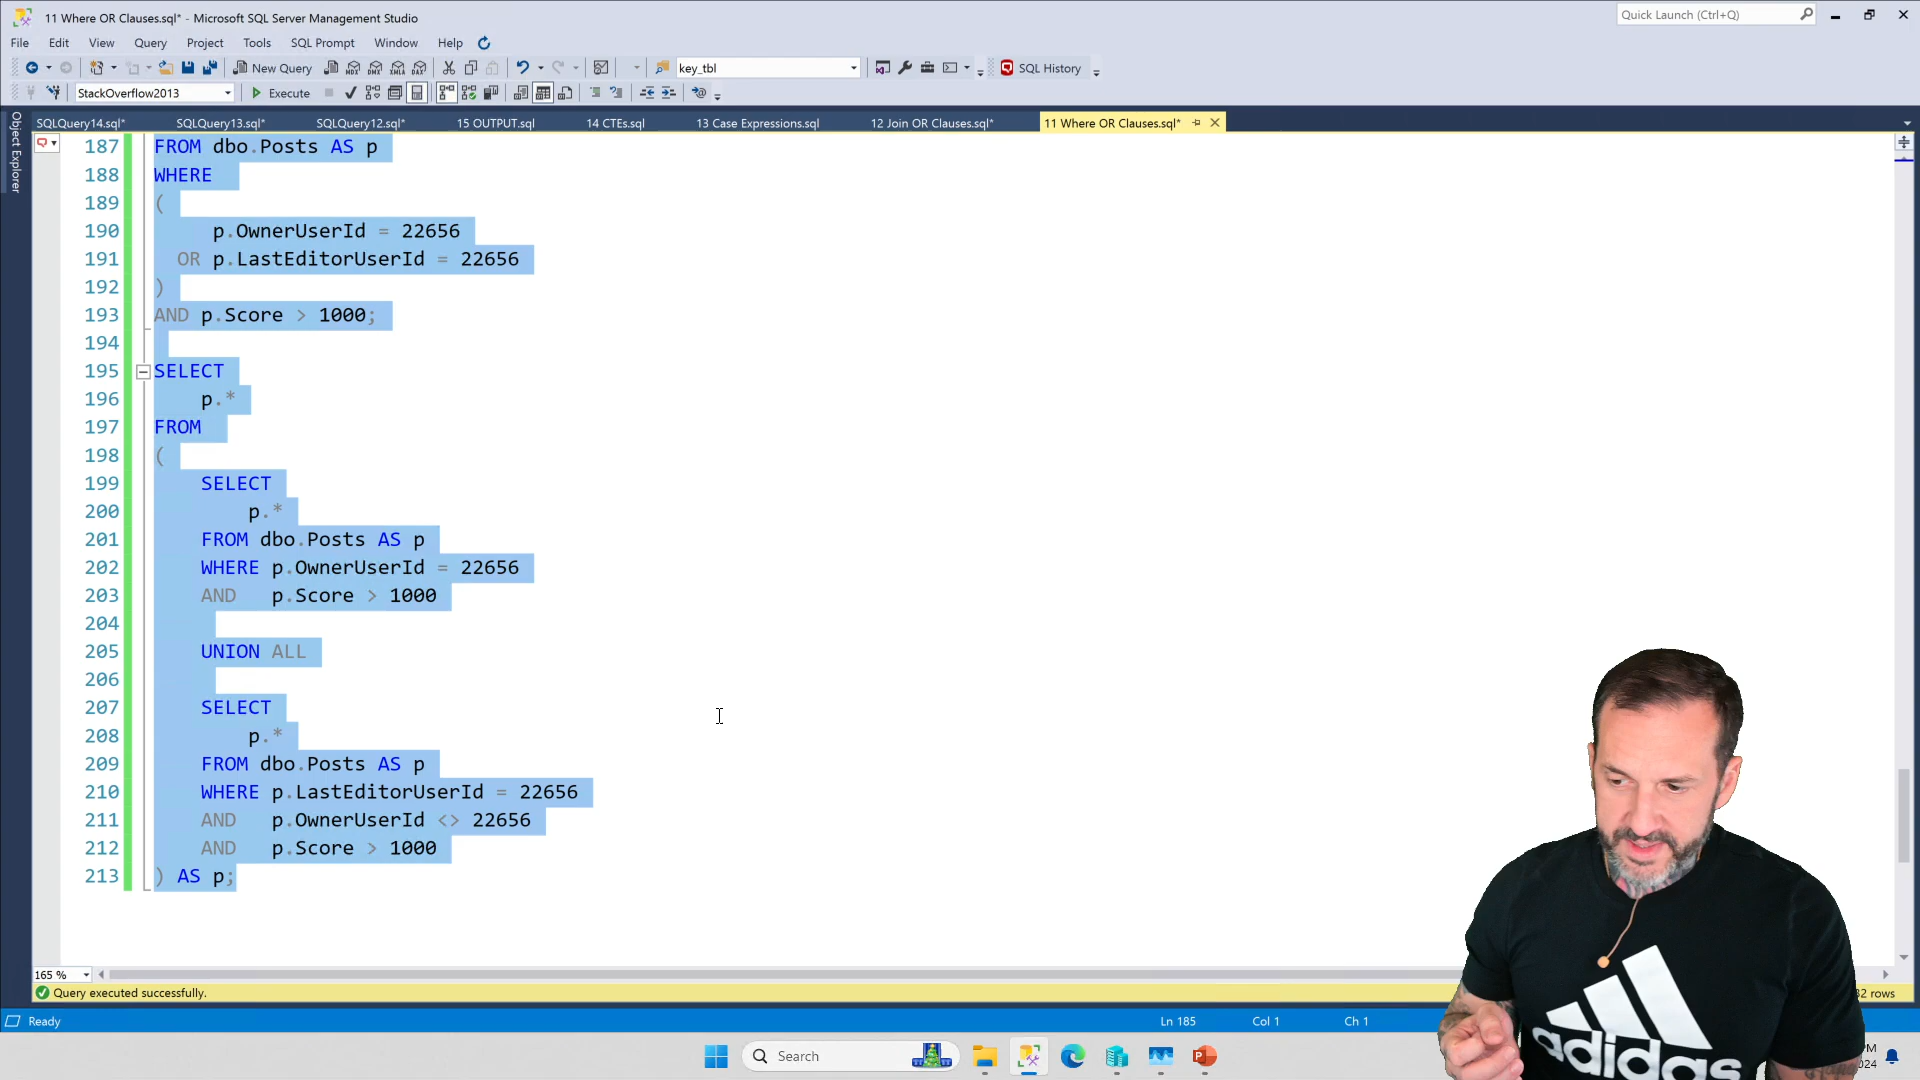 11 Where OR Clauses.sql* - Microsoft SQL Server Management Studio
Quick Launch (Ctrl+Q)
File Edit View Query Project Tools SQL Prompt Window Help
New Query MDX DMX XMLA DAX key_tbl SQL History
StackOverflow2013 Execute
SQLQuery14.sql* SQLQuery13.sql* SQLQuery12.sql* 15 OUTPUT.sql 14 CTEs.sql 13 Case Expressions.sql 12 Join OR Clauses.sql* 11 Where OR Clauses.sql*
Object Explorer
187 FROM dbo.Posts AS p
188 WHERE
189 (
190 p.OwnerUserId = 22656
191 OR p.LastEditorUserId = 22656
192 )
193 AND p.Score > 1000;
194
195 SELECT
196 p.*
197 FROM
198 (
199 SELECT
200 p.*
201 FROM dbo.Posts AS p
202 WHERE p.OwnerUserId = 22656
203 AND p.Score > 1000
204
205 UNION ALL
206
207 SELECT
208 p.*
209 FROM dbo.Posts AS p
210 WHERE p.LastEditorUserId = 22656
211 AND p.OwnerUserId <> 22656
212 AND p.Score > 1000
213 ) AS p;
165 %
Query executed successfully. rows
Ready Ln 185 Col 1 Ch 1
Search
adidas